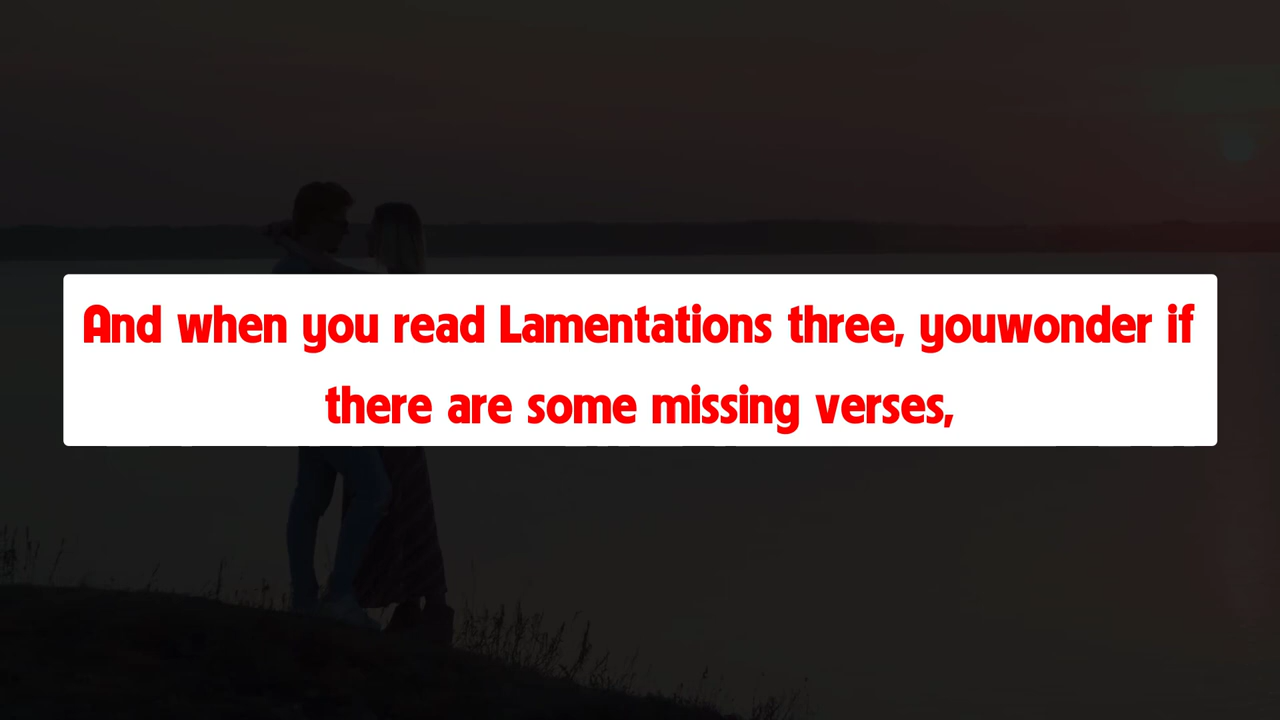 And when you read Lamentations three, youwonder if
there are some missing verses,